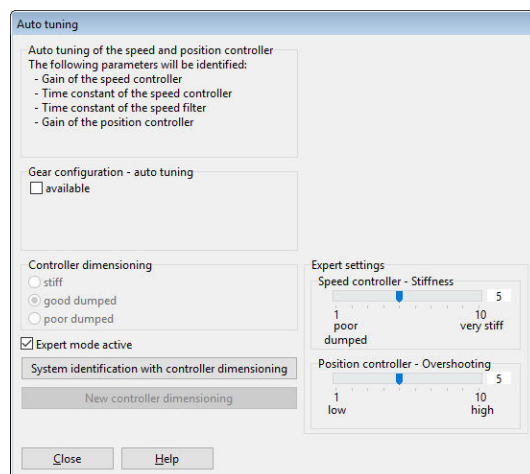 Auto tuning
Auto tuning of the speed and position controller
The following parameters will be identified:
- Gain of the speed controller
- Time constant of the speed controller
- Time constant of the speed filter
- Gain of the position controller
Gear configuration - auto tuning
available
Controller dimensioning
stiff
good dumped
poor dumped
Expert mode active
System identification with controller dimensioning
New controller dimensioning
Expert settings
Speed controller - Stiffness
5
1 10
poor very stiff
dumped
Position controller - Overshooting
5
1 10
low high
Close Help